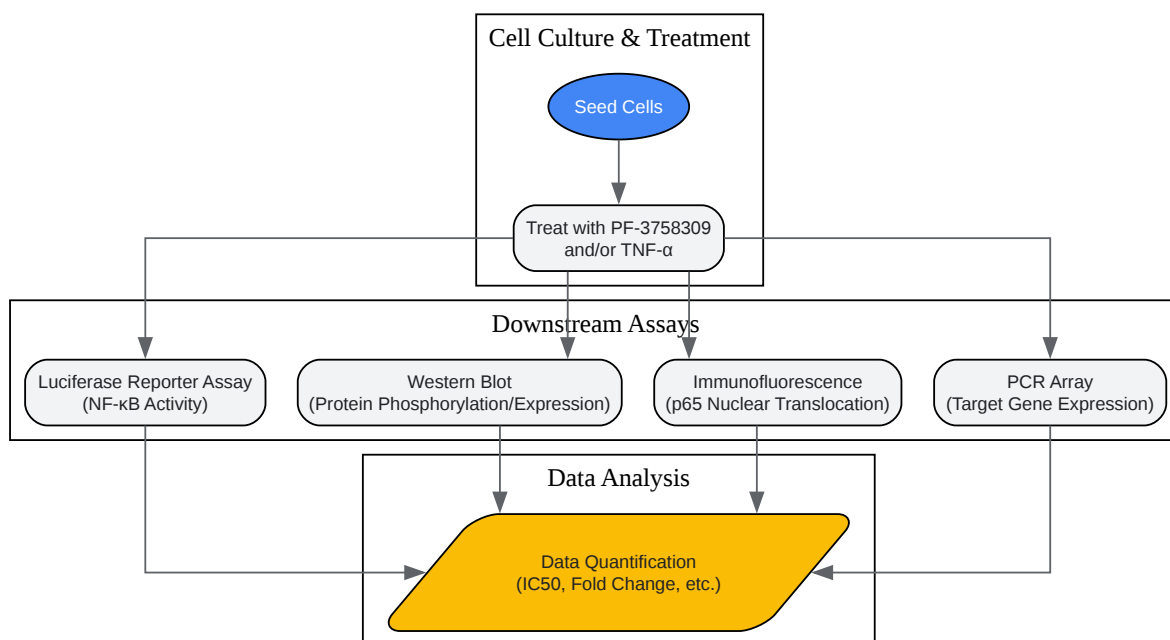 Cell Culture & Treatment
Seed Cells
Treat with PF-3758309
and/or TNF-α
Downstream Assays
Luciferase Reporter Assay
(NF-κB Activity)
Western Blot
(Protein Phosphorylation/Expression)
Immunofluorescence
(p65 Nuclear Translocation)
PCR Array
(Target Gene Expression)
Data Analysis
Data Quantification
(IC50, Fold Change, etc.)